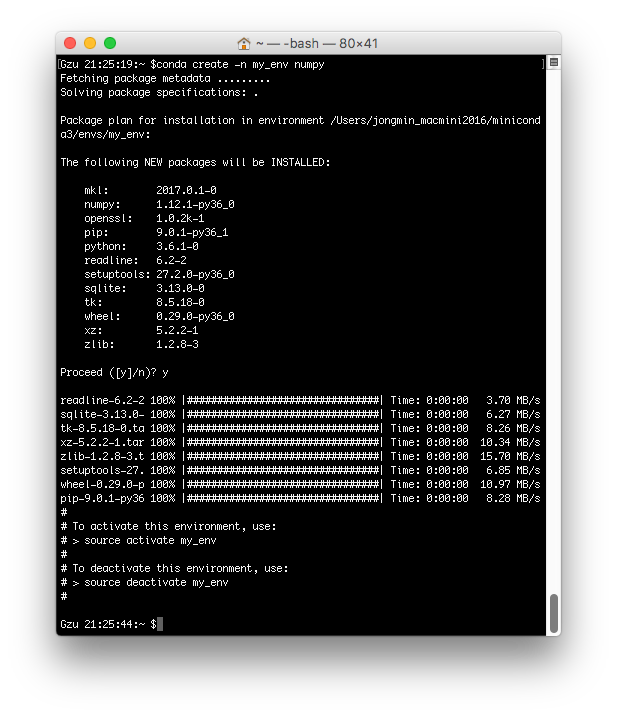 ~ — -bash — 80×41
[Gzu 21:25:19:~ $conda create -n my_env numpy ]
Fetching package metadata .........
Solving package specifications: .
Package plan for installation in environment /Users/jongmin_macmini2016/minicond
a3/envs/my_env:
The following NEW packages will be INSTALLED:
mkl: 2017.0.1-0
numpy: 1.12.1-py36_0
openssl: 1.0.2k-1
pip: 9.0.1-py36_1
python: 3.6.1-0
readline: 6.2-2
setuptools: 27.2.0-py36_0
sqlite: 3.13.0-0
tk: 8.5.18-0
wheel: 0.29.0-py36_0
xz: 5.2.2-1
zlib: 1.2.8-3
Proceed ([y]/n)? y
readline-6.2-2 100% |################################| Time: 0:00:00 3.70 MB/s
sqlite-3.13.0- 100% |################################| Time: 0:00:00 6.27 MB/s
tk-8.5.18-0.ta 100% |################################| Time: 0:00:00 8.26 MB/s
xz-5.2.2-1.tar 100% |################################| Time: 0:00:00 10.34 MB/s
zlib-1.2.8-3.t 100% |################################| Time: 0:00:00 15.70 MB/s
setuptools-27. 100% |################################| Time: 0:00:00 6.85 MB/s
wheel-0.29.0-p 100% |################################| Time: 0:00:00 10.97 MB/s
pip-9.0.1-py36 100% |################################| Time: 0:00:00 8.28 MB/s
#
# To activate this environment, use:
# > source activate my_env
#
# To deactivate this environment, use:
# > source deactivate my_env
#
Gzu 21:25:44:~ $